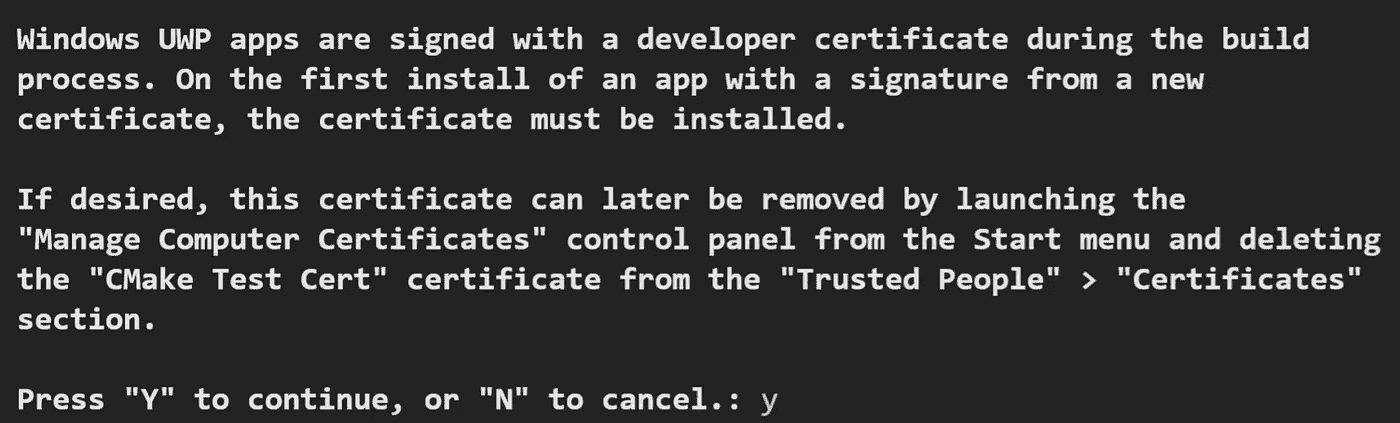 Windows UWP apps are signed with a developer certificate during the build
process. On the first install of an app with a signature from a new
certificate, the certificate must be installed.
If desired, this certificate can later be removed by launching the
"Manage Computer Certificates" control panel from the Start menu and deleting
the "CMake Test Cert" certificate from the "Trusted People" > "Certificates"
section.
Press "Y" to continue, or "N" to cancel.: y